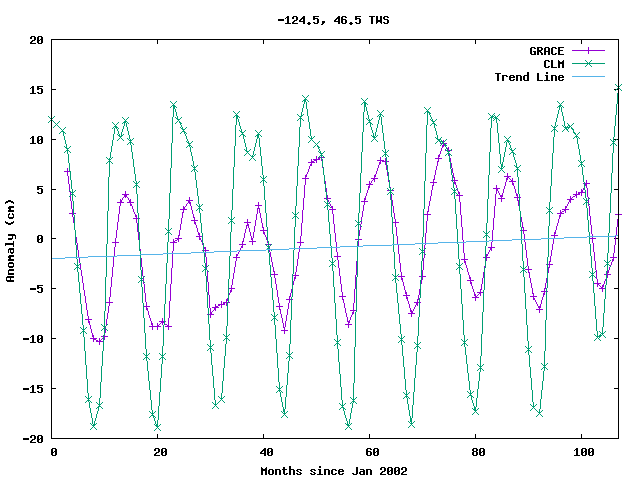 -124.5, 46.5 TWS
GRACE
CLM
Trend Line
20
15
10
5
0
-5
-10
-15
-20
Anomaly (cm)
0 20 40 60 80 100
Months since Jan 2002